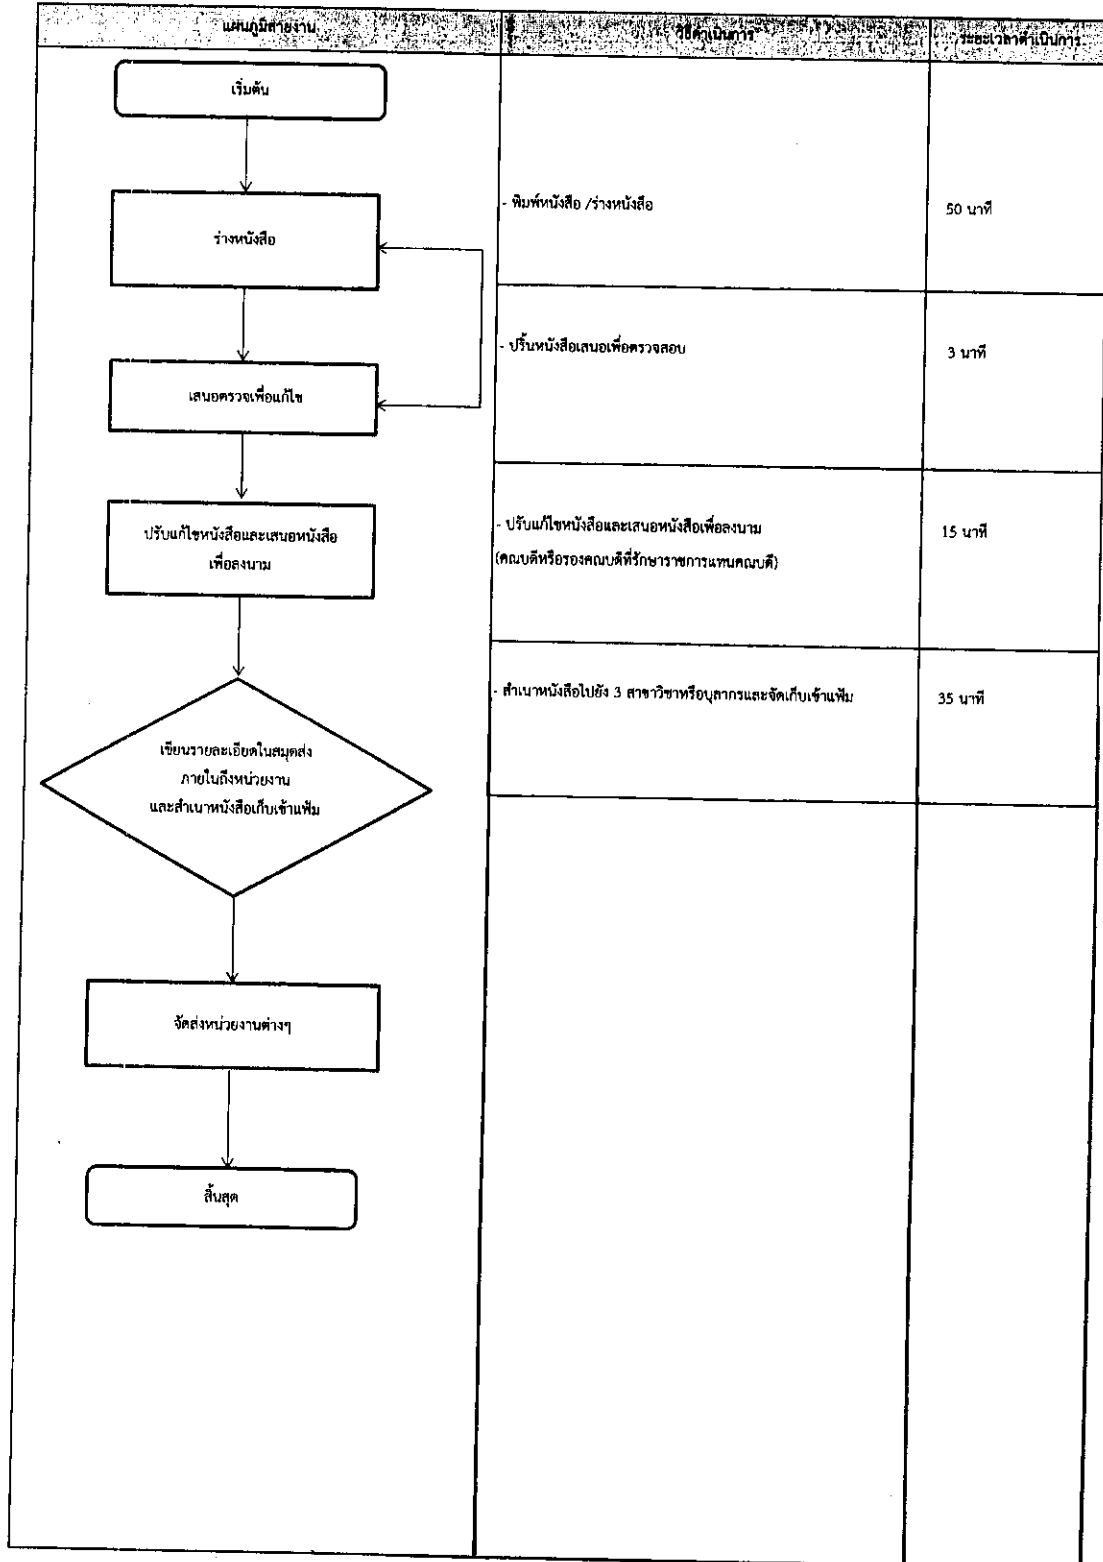 แผนภูมิสายงาน
วิธีดำเนินการ
ระยะเวลาดำเนินการ
เริ่มต้น
ร่างหนังสือ
- พิมพ์หนังสือ /ร่างหนังสือ
50 นาที
เสนอตรวจเพื่อแก้ไข
- ปริ้นหนังสือเสนอเพื่อตรวจสอบ
3 นาที
ปรับแก้ไขหนังสือและเสนอหนังสือ
เพื่อลงนาม
- ปรับแก้ไขหนังสือและเสนอหนังสือเพื่อลงนาม
(คณบดีหรือรองคณบดีที่รักษาราชการแทนคณบดี)
15 นาที
เขียนรายละเอียดในสมุดส่ง
ภายในถึงหน่วยงาน
และสำเนาหนังสือเก็บเข้าแฟ้ม
- สำเนาหนังสือไปยัง 3 สาขาวิชาหรือบุลากรและจัดเก็บเข้าแฟ้ม
35 นาที
จัดส่งหน่วยงานต่างๆ
สิ้นสุด